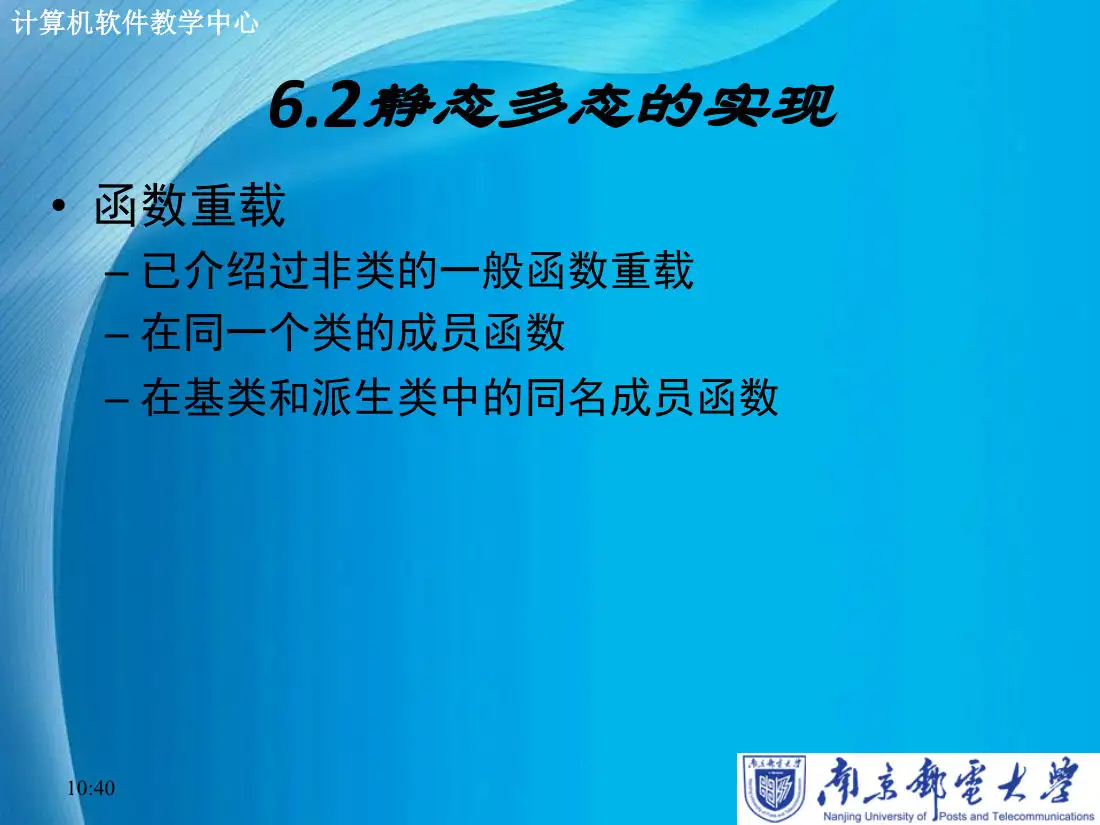 计算机软件教学中心
6.2静态多态的实现
• 函数重载
– 已介绍过非类的一般函数重载
– 在同一个类的成员函数
– 在基类和派生类中的同名成员函数
10:40
南京郵電大學
Nanjing University of Posts and Telecommunications